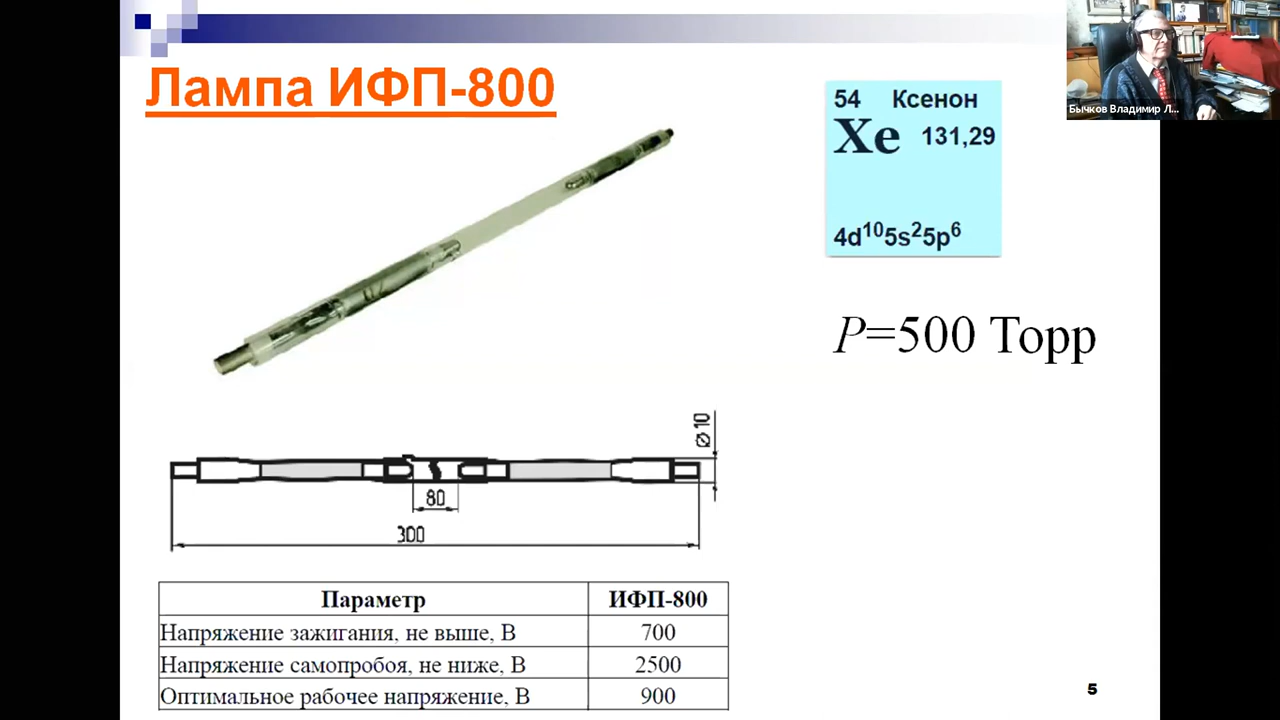 Лампа ИФП-800
54 Ксенон
Xe 131,29
4d¹⁰5s²5p⁶
Бычков Владимир Л...
P=500 Торр
⌀10
80
300
Параметр ИФП-800
Напряжение зажигания, не выше, В 700
Напряжение самопробоя, не ниже, В 2500
Оптимальное рабочее напряжение, В 900
5